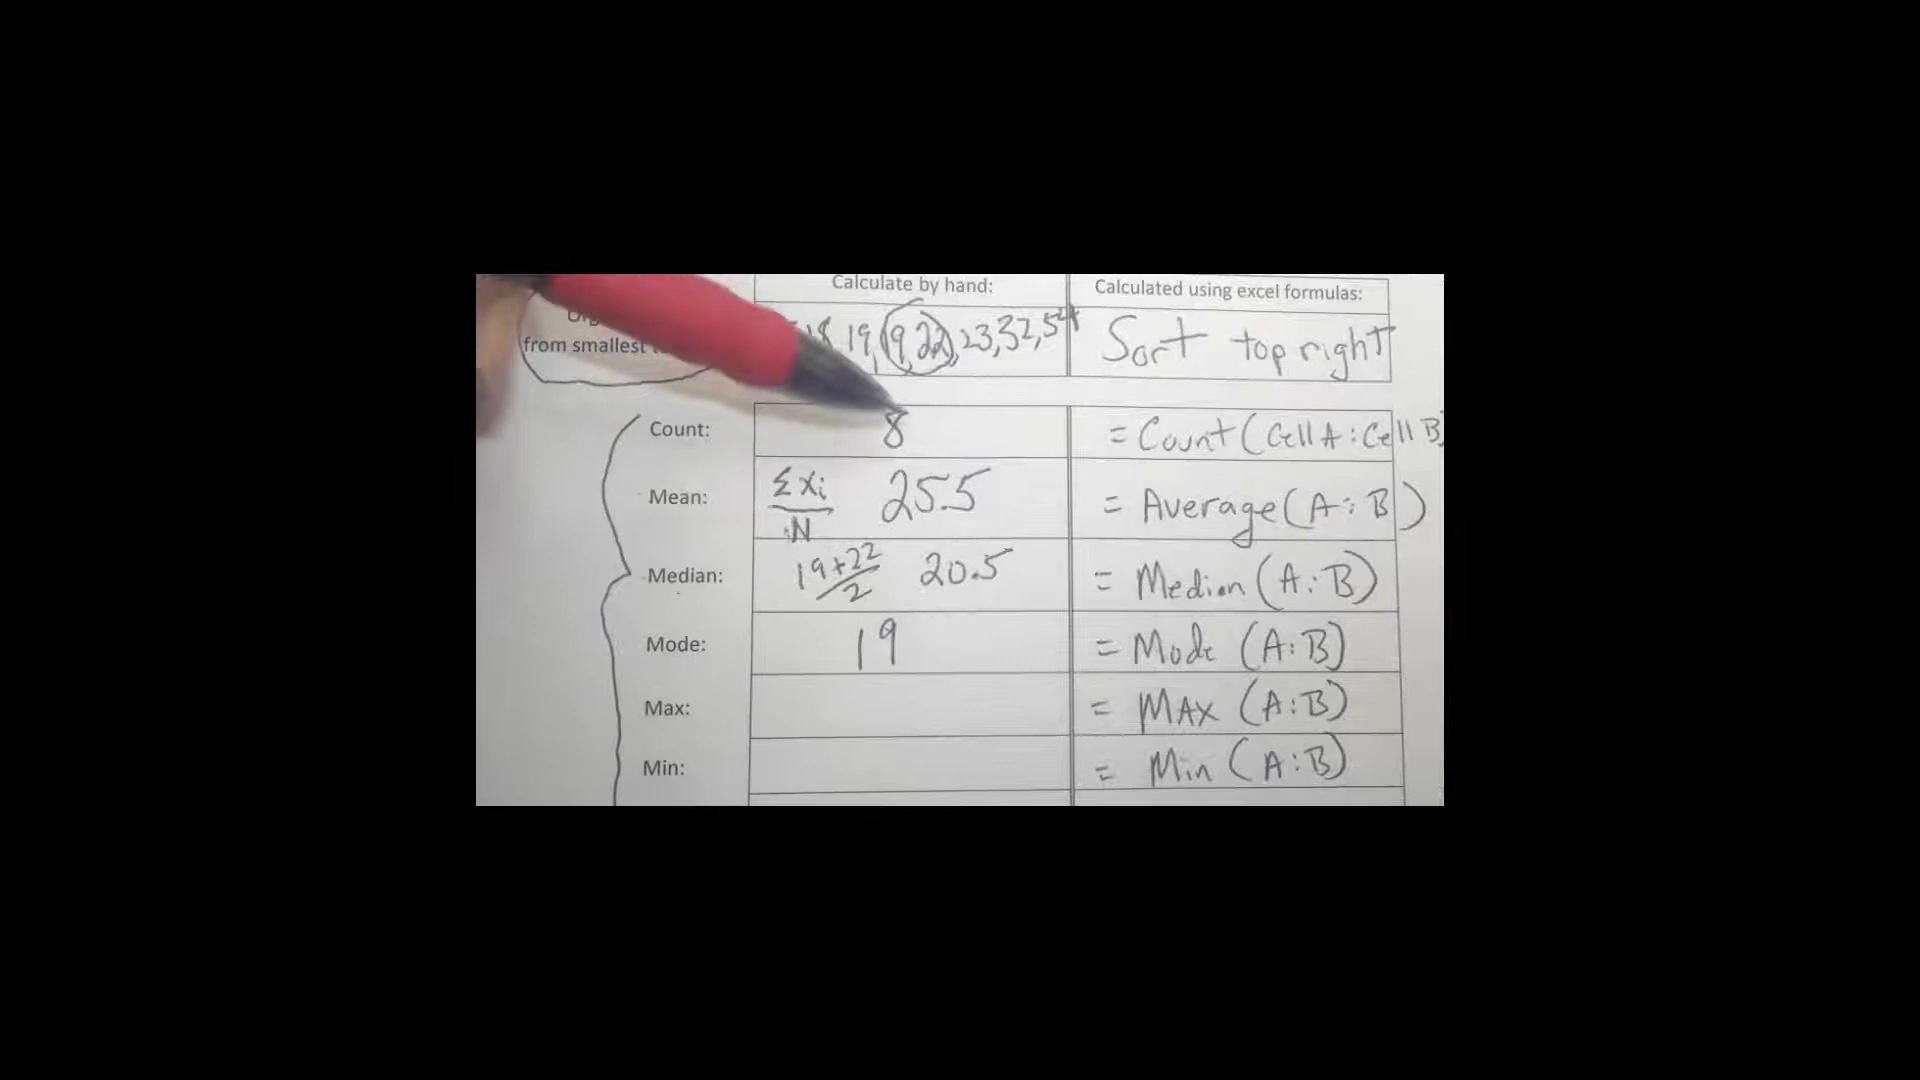 Calculate by hand: Calculated using excel formulas:
from smallest
18, 19, 19, 22, 23, 32, 54 Sort top right
Count: 8 = Count (Cell A : Cell B)
Mean: Σxi / N 25.5 = Average (A : B)
Median: 19+22 / 2 20.5 = Median (A : B)
Mode: 19 = Mode (A : B)
Max: = MAX (A : B)
Min: = Min (A : B)